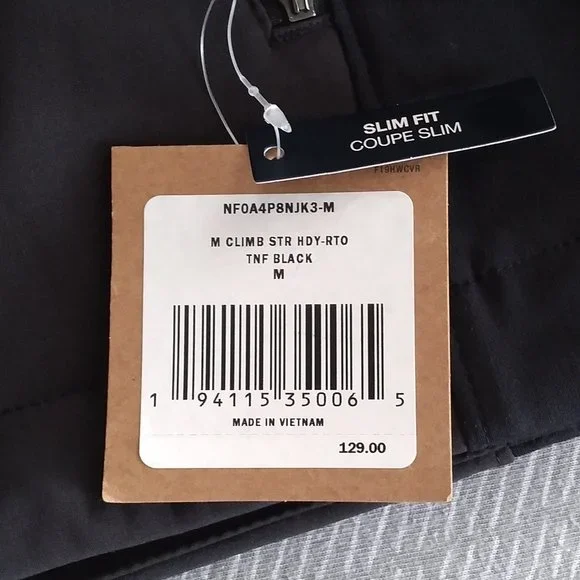 SLIM FIT
COUPE SLIM
F19HWCVR
NF0A4P8NJK3-M
M CLIMB STR HDY-RTO
TNF BLACK
M
1 94115 35006 5
MADE IN VIETNAM
129.00